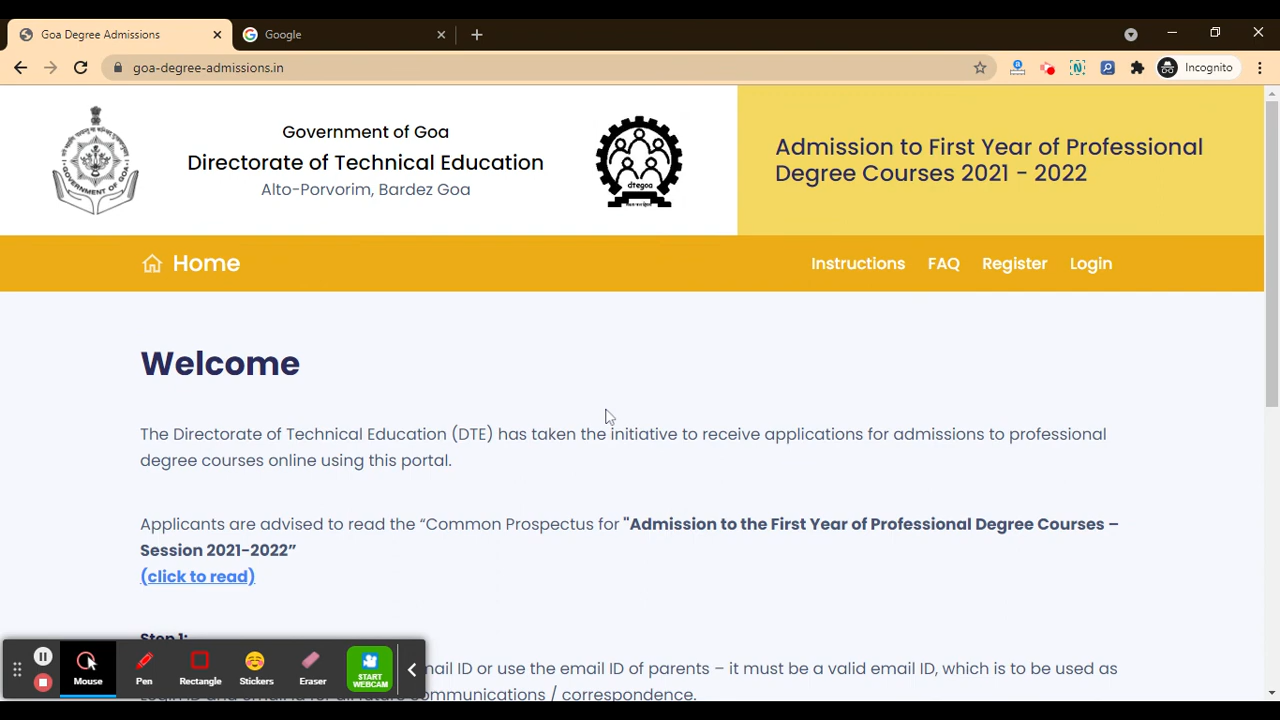 Goa Degree Admissions
Google
goa-degree-admissions.in
Incognito
Government of Goa
Directorate of Technical Education
Alto-Porvorim, Bardez Goa
GOVERNMENT OF GOA
dtegoa
Admission to First Year of Professional
Degree Courses 2021 - 2022
Home
Instructions
FAQ
Register
Login
Welcome
The Directorate of Technical Education (DTE) has taken the initiative to receive applications for admissions to professional
degree courses online using this portal.
Applicants are advised to read the “Common Prospectus for "Admission to the First Year of Professional Degree Courses –
Session 2021-2022”
(click to read)
Step 1:
mail ID or use the email ID of parents – it must be a valid email ID, which is to be used as
communications / correspondence.
Mouse
Pen
Rectangle
Stickers
Eraser
START
WEBCAM